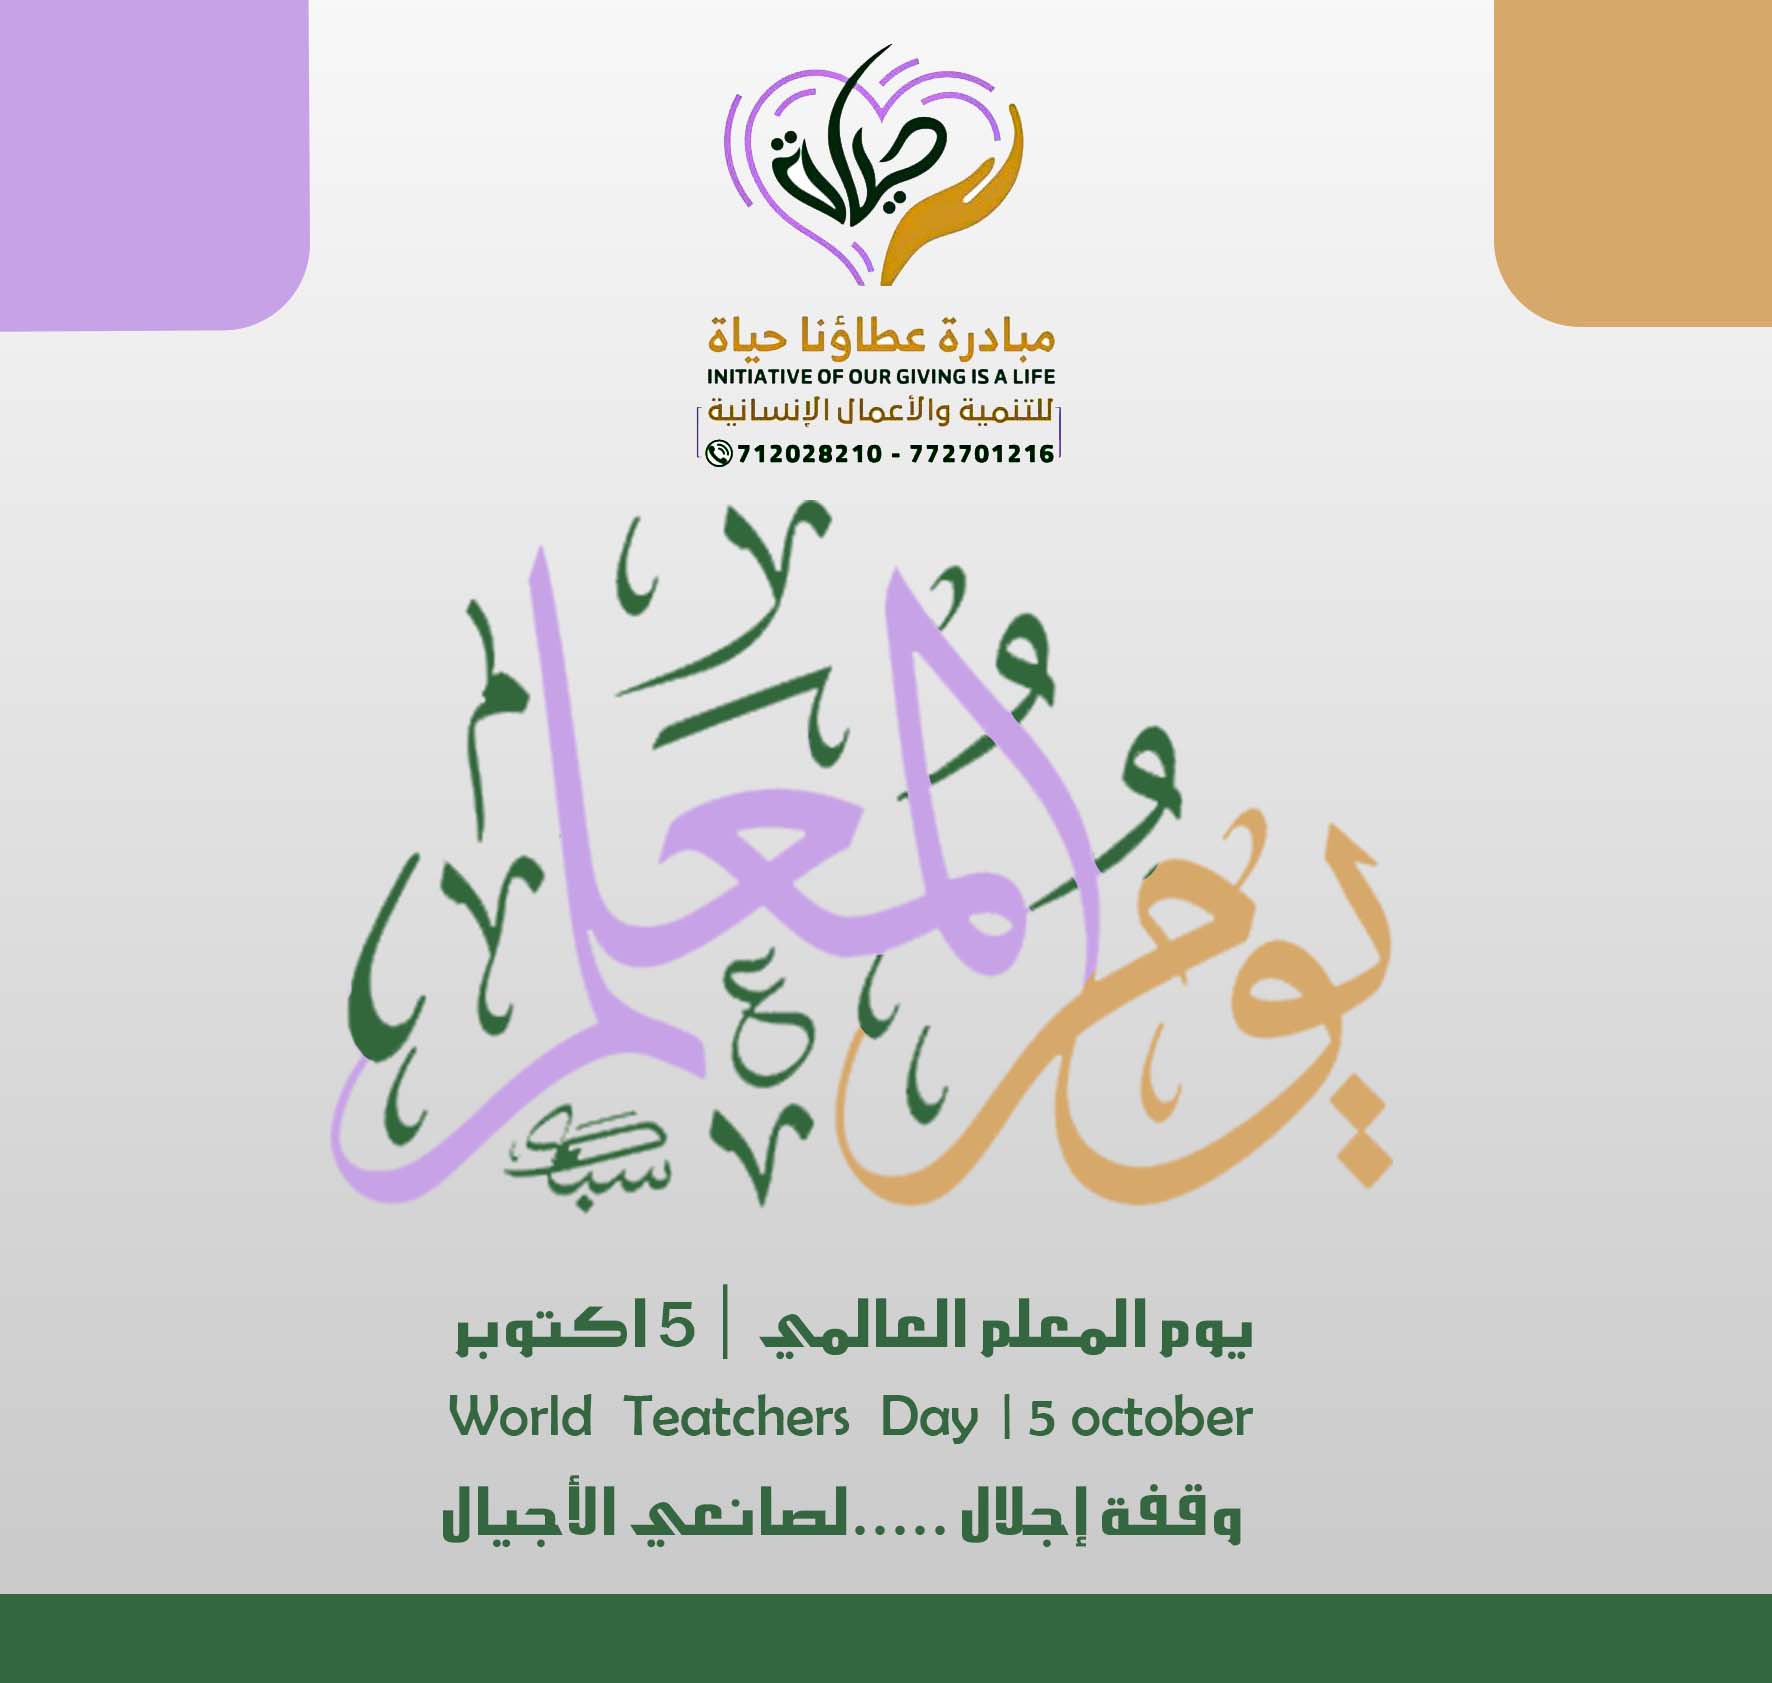 حياة
مبادرة عطاؤنا حياة
INITIATIVE OF OUR GIVING IS A LIFE
للتنمية والأعمال الإنسانية
712028210 - 772701216
يوم المعلم
يوم المعلم العالمي | 5 اكتوبر
World Teatchers Day | 5 october
وقفة إجلال .....لصانعي الأجيال